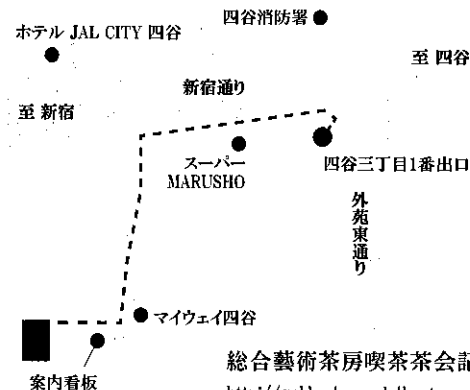 四谷消防署
ホテル JAL CITY 四谷
至 四谷
新宿通り
至 新宿
スーパー
MARUSHO
四谷三丁目1番出口
外苑東通り
マイウェイ四谷
案内看板
総合藝術茶房喫茶茶会記